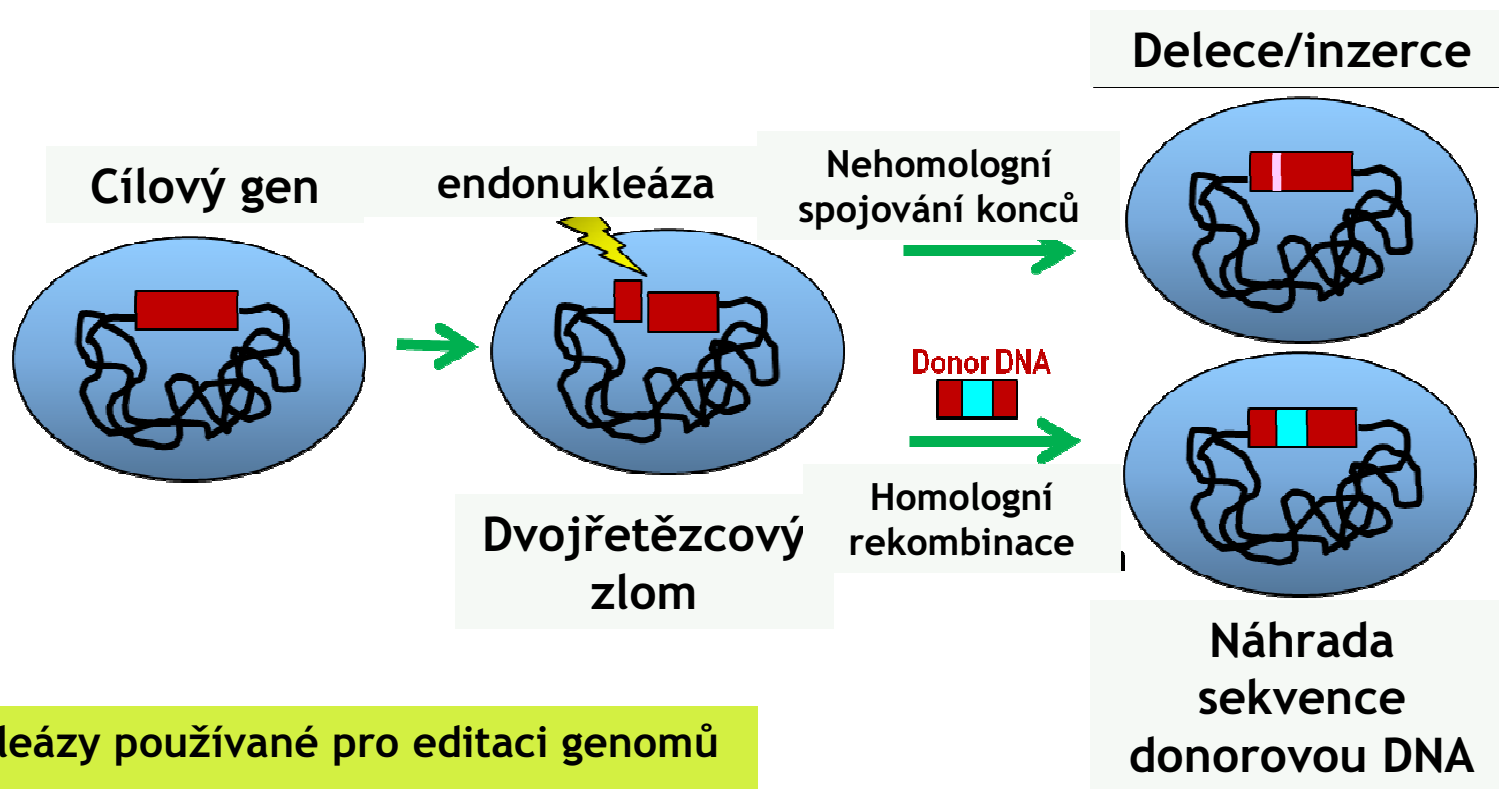 Delece/inzerce
Cílový gen
endonukleáza
Nehomologní
spojování konců
Donor DNA
Dvojřetězcový
zlom
Homologní
rekombinace
Náhrada
sekvence
donorovou DNA
leázy používané pro editaci genomů